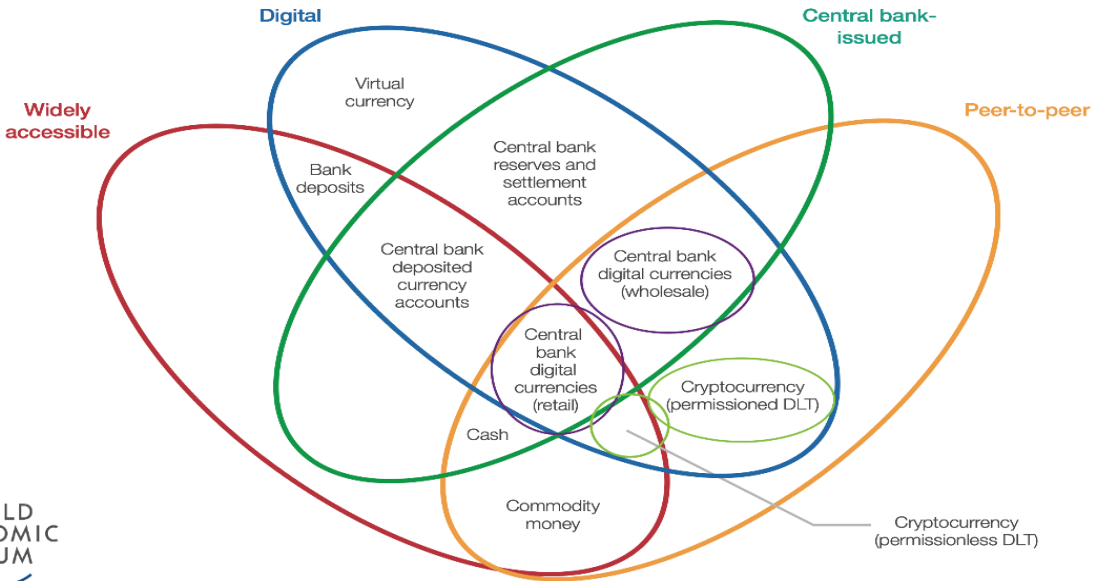 Digital
Central bank-
issued
Widely
accessible
Peer-to-peer
Virtual
currency
Bank
deposits
Central bank
reserves and
settlement
accounts
Central bank
deposited
currency
accounts
Central bank
digital currencies
(wholesale)
Central
bank
digital
currencies
(retail)
Cryptocurrency
(permissioned DLT)
Cash
Commodity
money
Cryptocurrency
(permissionless DLT)
LD
OMIC
UM